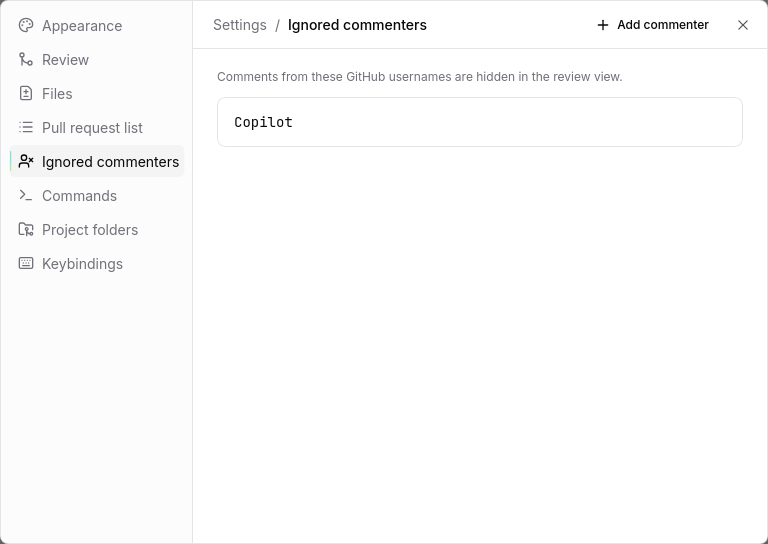 Appearance
Review
Files
Pull request list
Ignored commenters
Commands
Project folders
Keybindings
Settings / Ignored commenters
Add commenter
Comments from these GitHub usernames are hidden in the review view.
Copilot